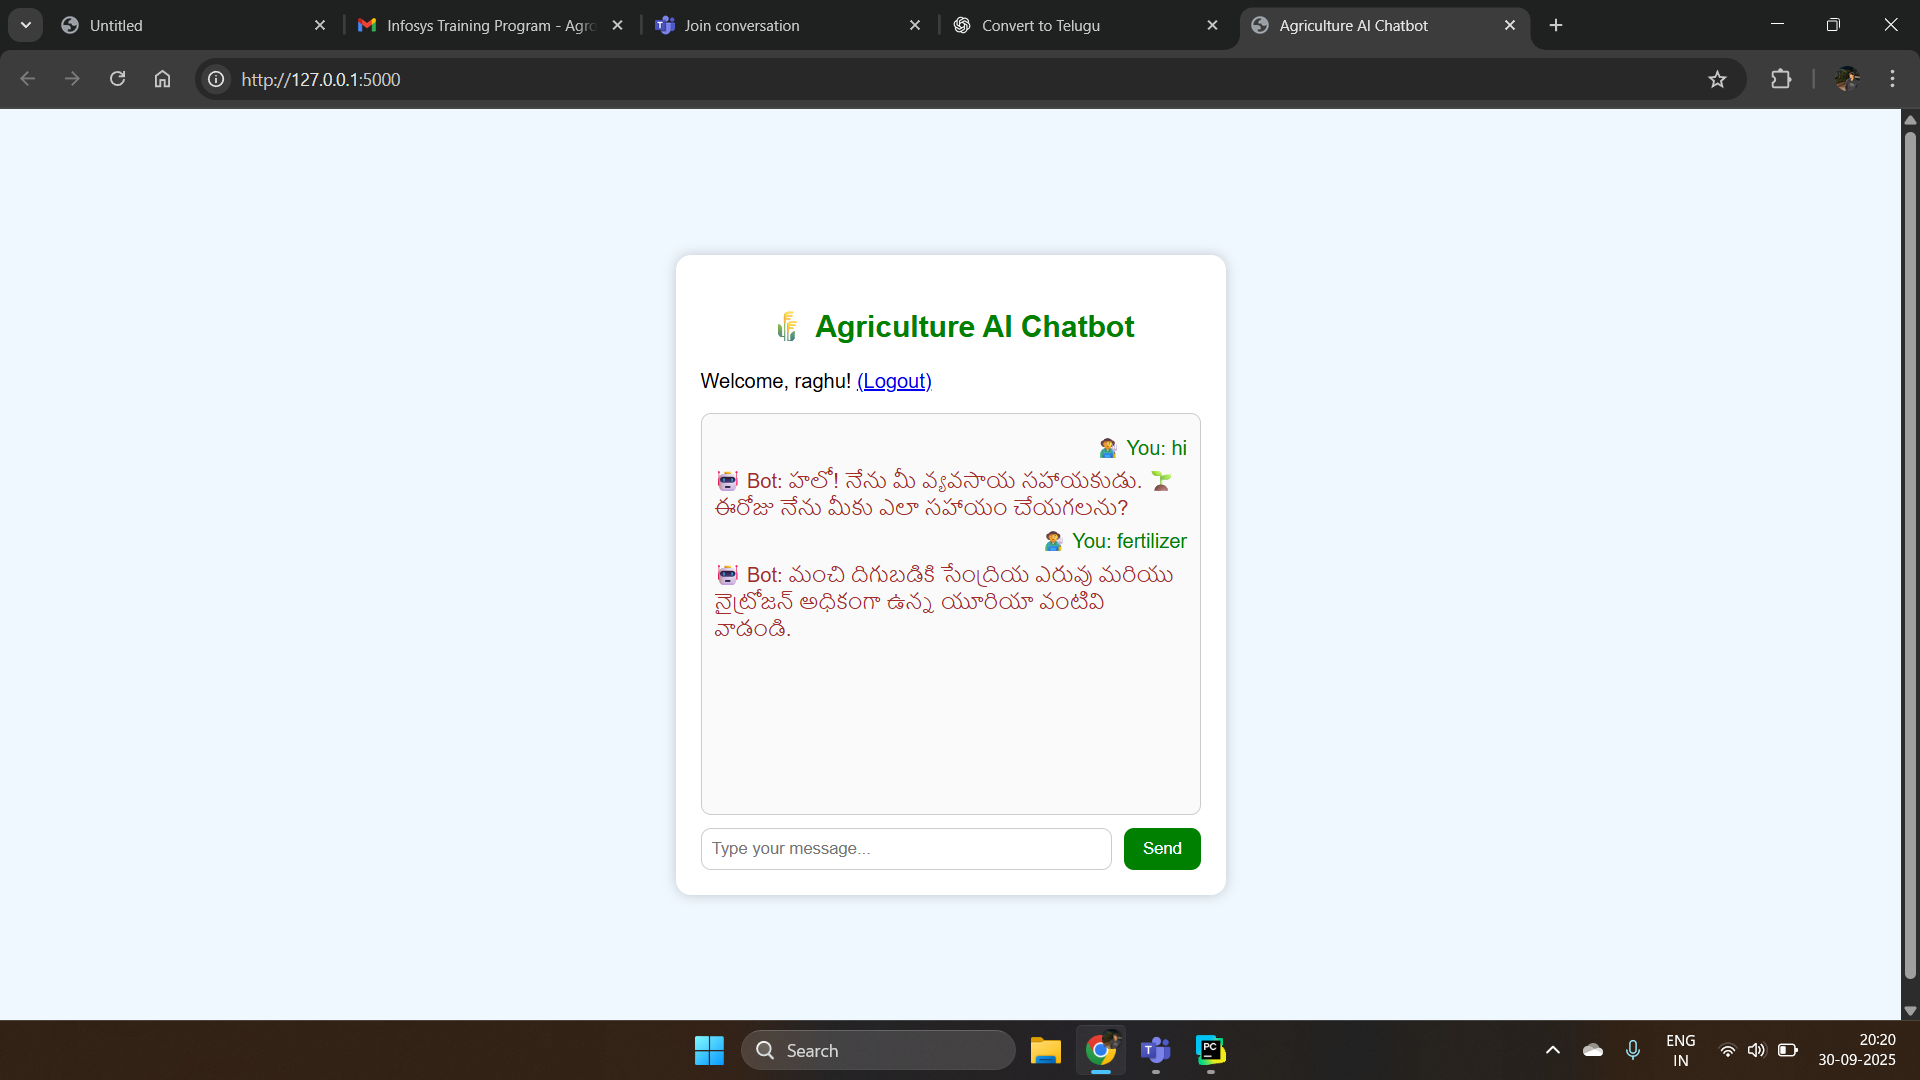 Untitled
Infosys Training Program - Agro
Join conversation
Convert to Telugu
Agriculture AI Chatbot
http://127.0.0.1:5000
Agriculture AI Chatbot
Welcome, raghu! (Logout)
You: hi
Bot: హలో! నేను మీ వ్యవసాయ సహాయకుడు.
ఈరోజు నేను మీకు ఎలా సహాయం చేయగలను?
You: fertilizer
Bot: మంచి దిగుబడికి సేంద్రియ ఎరువు మరియు
నైట్రోజన్ అధికంగా ఉన్న యూరియా వంటివి
వాడండి.
Type your message...
Send
Search
ENG
IN
20:20
30-09-2025